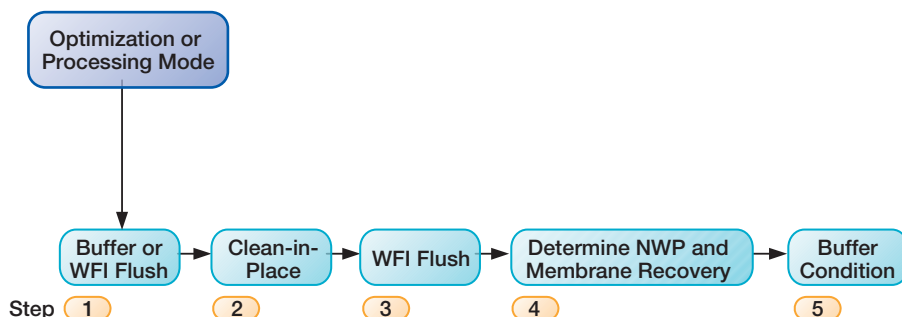 Optimization or
Processing Mode
Buffer or
WFI Flush
Clean-in-
Place
WFI Flush
Determine NWP and
Membrane Recovery
Buffer
Condition
Step 1 2 3 4 5